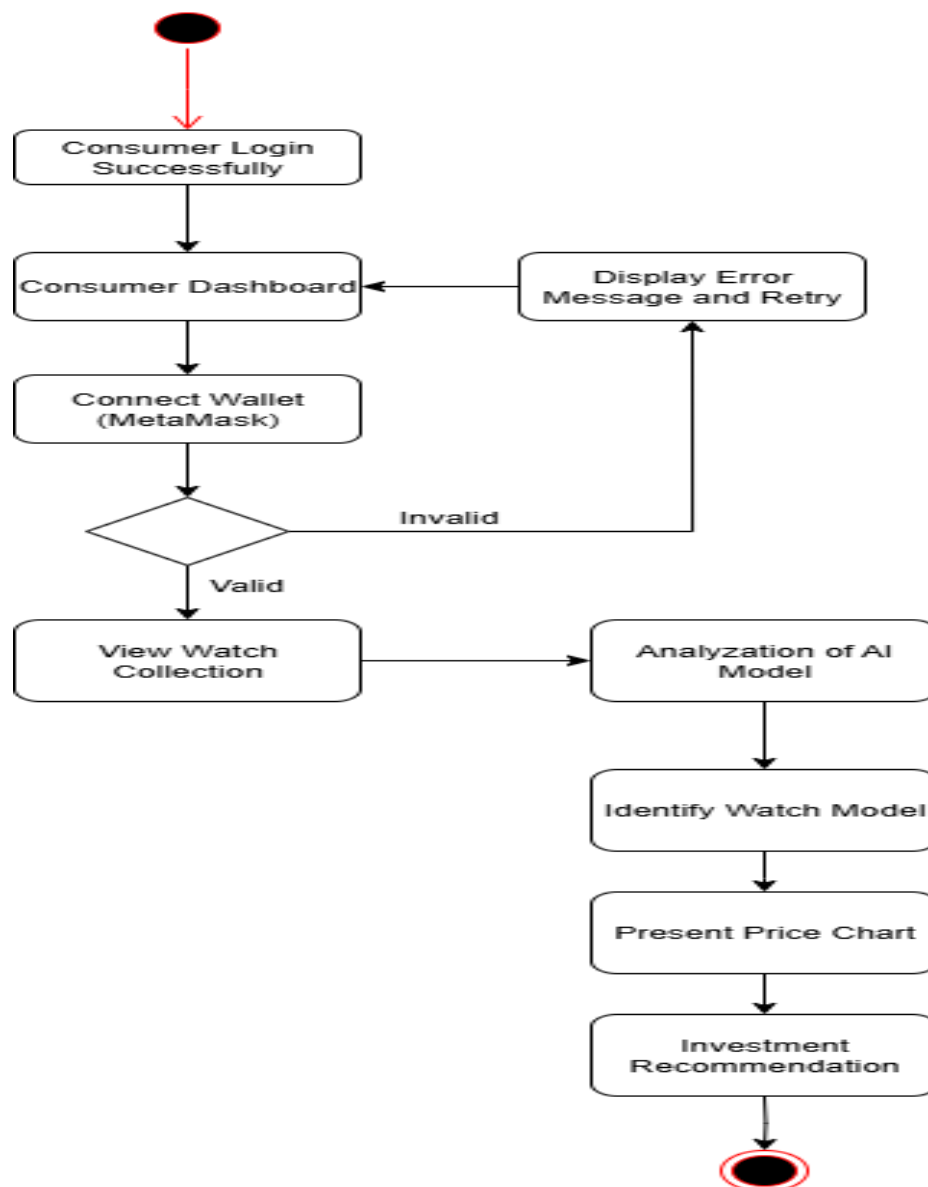 Consumer Login
Successfully
Consumer Dashboard
Display Error
Message and Retry
Connect Wallet
(MetaMask)
Invalid
Valid
View Watch
Collection
Analyzation of AI
Model
Identify Watch Model
Present Price Chart
Investment
Recommendation